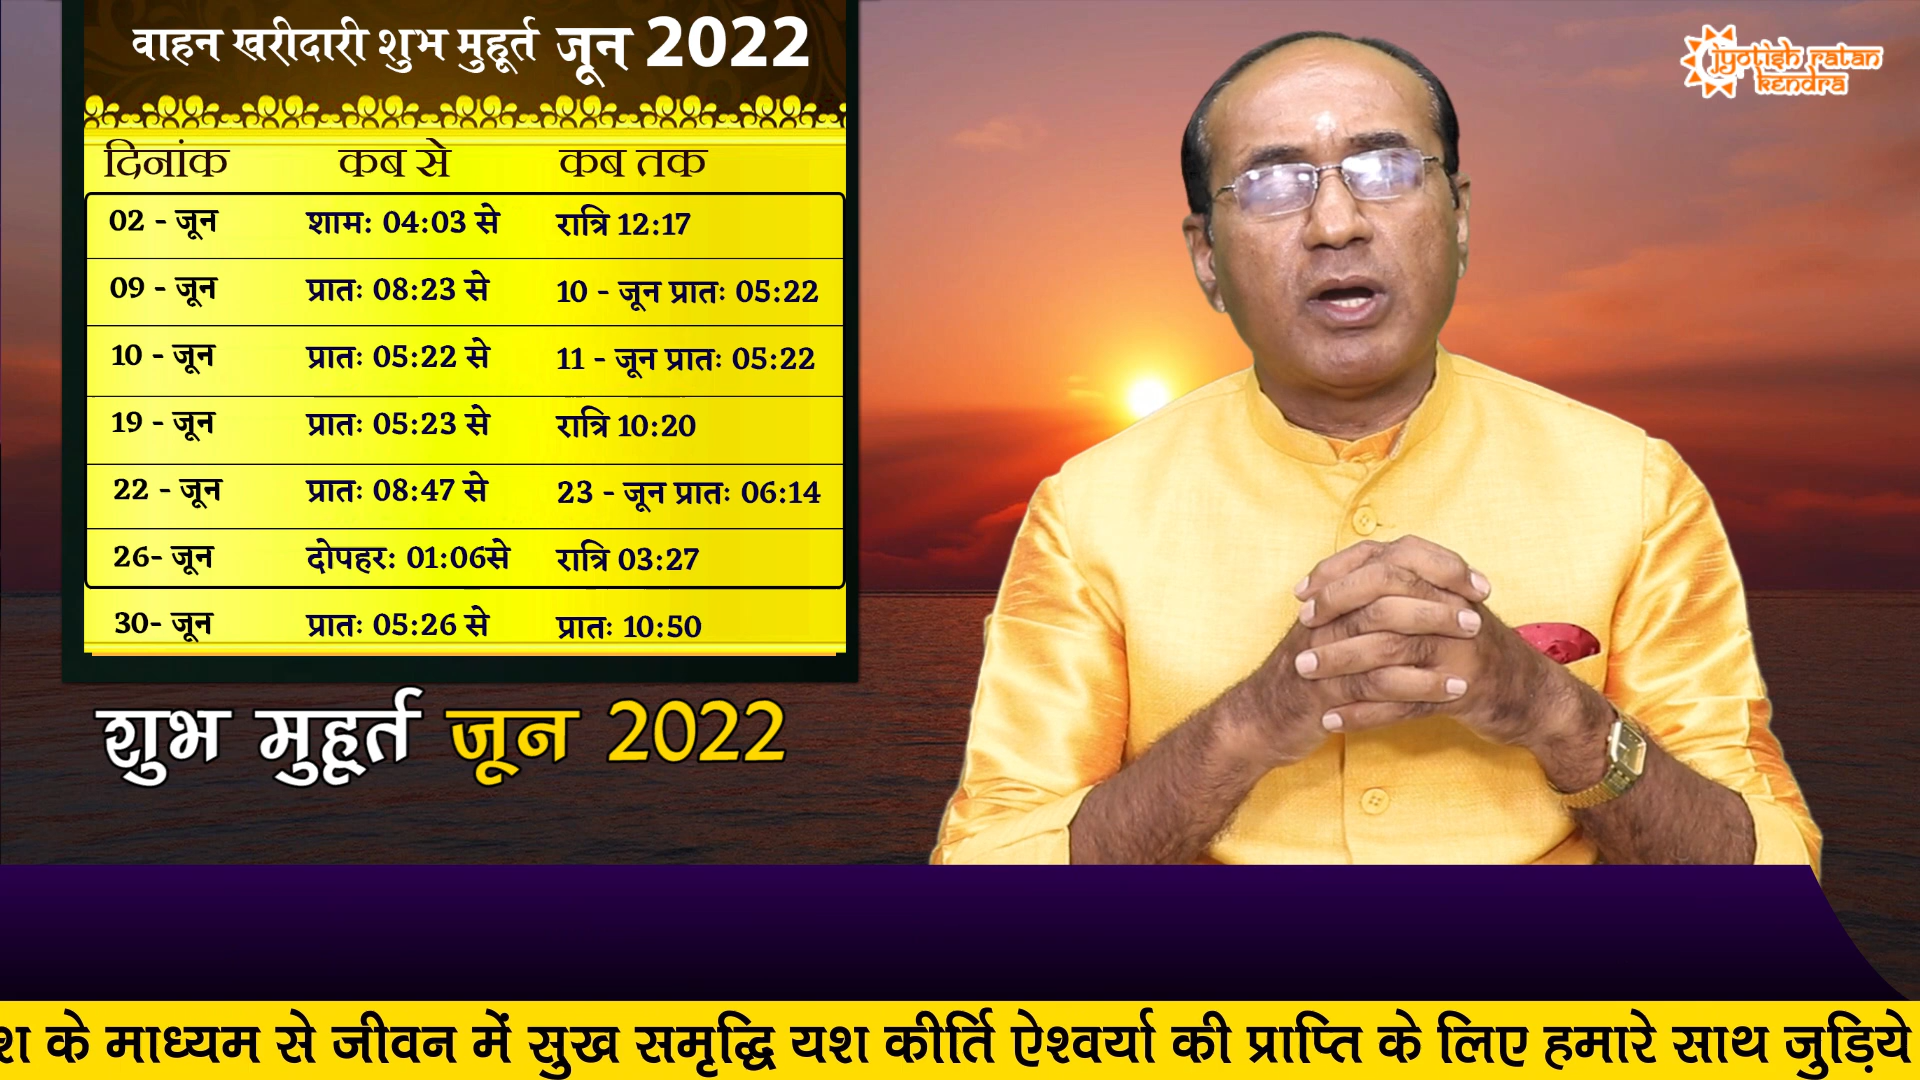 वाहन खरीदारी शुभ मुहूर्त जून 2022
Jyotish Ratan
Kendra
दिनांक कब से कब तक
02 - जून शामः 04:03 से रात्रि 12:17
09 - जून प्रातः 08:23 से 10 - जून प्रातः 05:22
10 - जून प्रातः 05:22 से 11 - जून प्रातः 05:22
19 - जून प्रातः 05:23 से रात्रि 10:20
22 - जून प्रातः 08:47 से 23 - जून प्रातः 06:14
26- जून दोपहरः 01:06से रात्रि 03:27
30- जून प्रातः 05:26 से प्रातः 10:50
शुभ मुहूर्त जून 2022
के माध्यम से जीवन में सुख समृद्धि यश कीर्ति ऐश्वर्या की प्राप्ति के लिए हमारे साथ जुड़िये